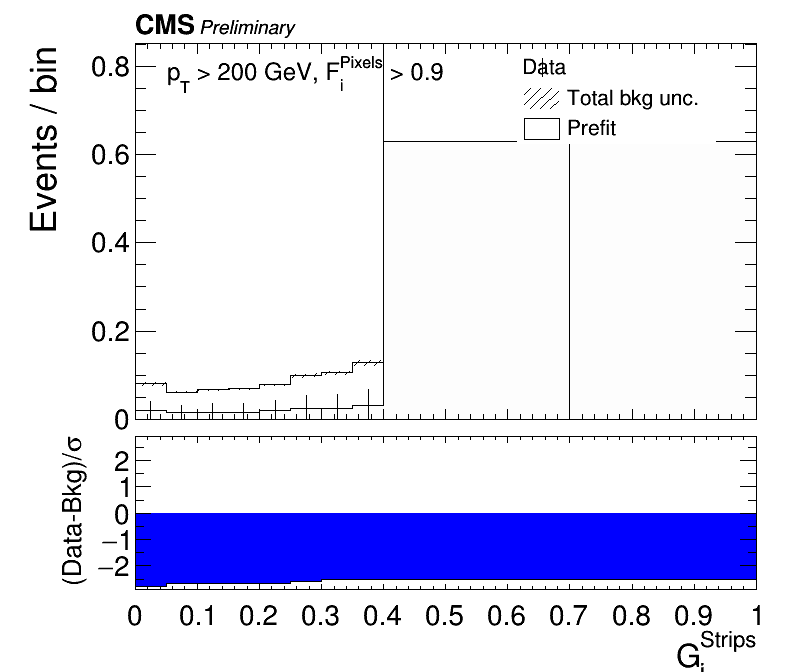 CMS Preliminary
p_T > 200 GeV, F_i^Pixels > 0.9
Data
Total bkg unc.
Prefit
Events / bin
0.8
0.6
0.4
0.2
0
(Data-Bkg)/σ
2
1
0
−1
−2
0 0.1 0.2 0.3 0.4 0.5 0.6 0.7 0.8 0.9 1
G_i^Strips